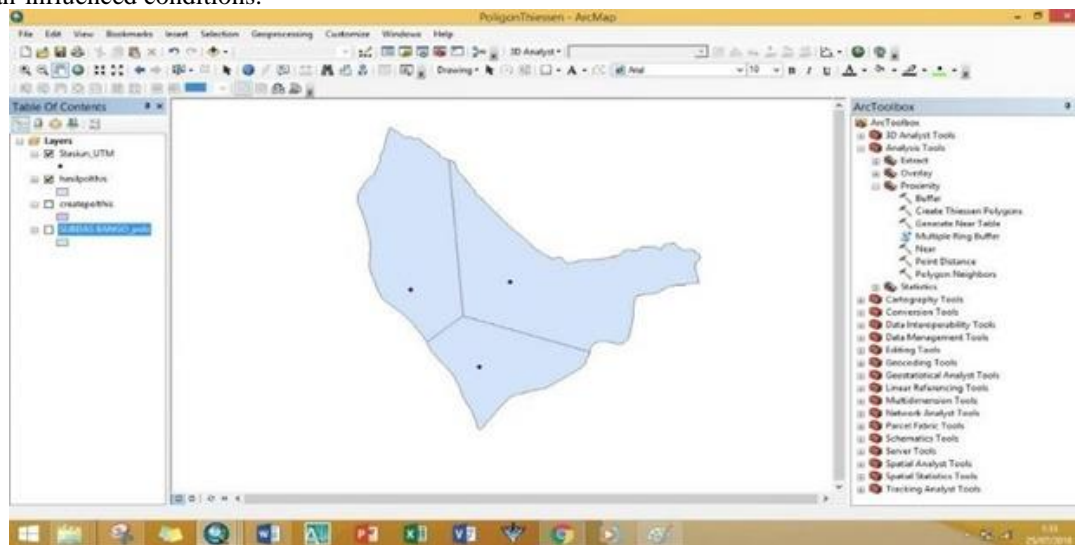 PoligonThiessen - ArcMap
File Edit View Bookmarks Insert Selection Geoprocessing Customize Windows Help
3D Analyst
Drawing
A
Arial
10
B I U
A
Table Of Contents
Layers
Stasiun_UTM
hasilpolthis
createpolthis
ArcToolbox
ArcToolbox
3D Analyst Tools
Analysis Tools
Extract
Overlay
Proximity
Buffer
Create Thiessen Polygons
Generate Near Table
Multiple Ring Buffer
Near
Point Distance
Polygon Neighbors
Statistics
Cartography Tools
Conversion Tools
Data Interoperability Tools
Data Management Tools
Editing Tools
Geocoding Tools
Geostatistical Analyst Tools
Linear Referencing Tools
Multidimension Tools
Network Analyst Tools
Parcel Fabric Tools
Schematics Tools
Server Tools
Spatial Analyst Tools
Spatial Statistics Tools
Tracking Analyst Tools
25/07/2018